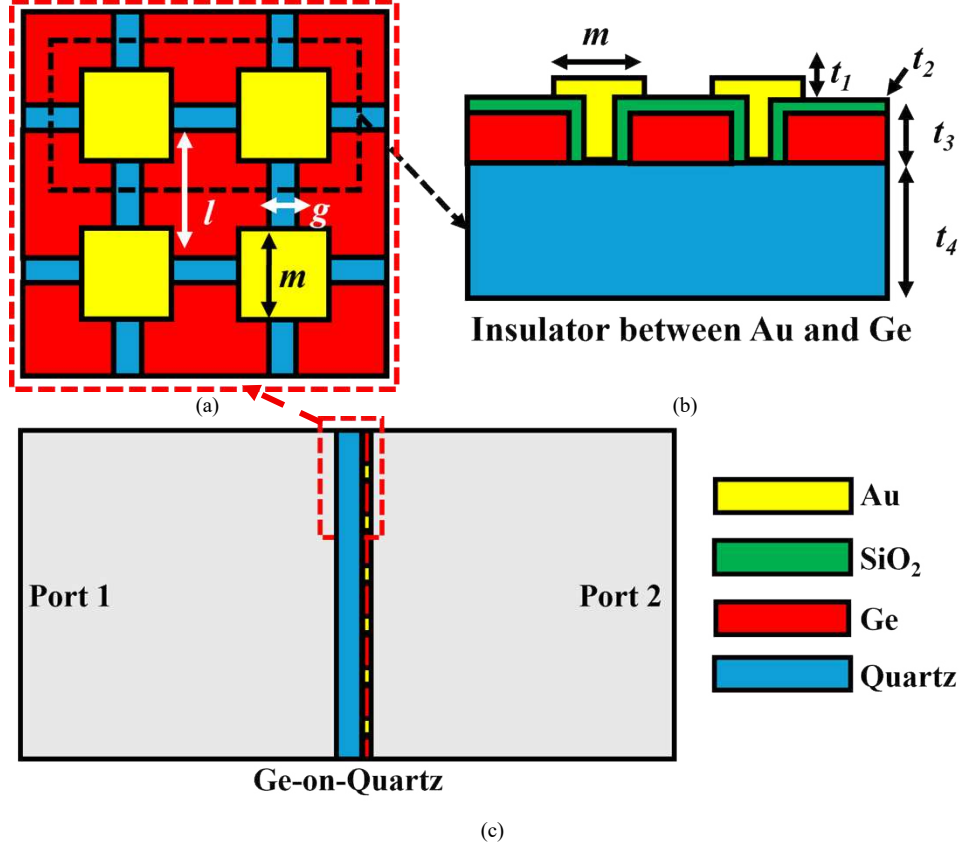 l
g
m
m
t₁
t₂
t₃
t₄
Insulator between Au and Ge
(a)
(b)
Port 1
Port 2
Au
SiO₂
Ge
Quartz
Ge-on-Quartz
(c)